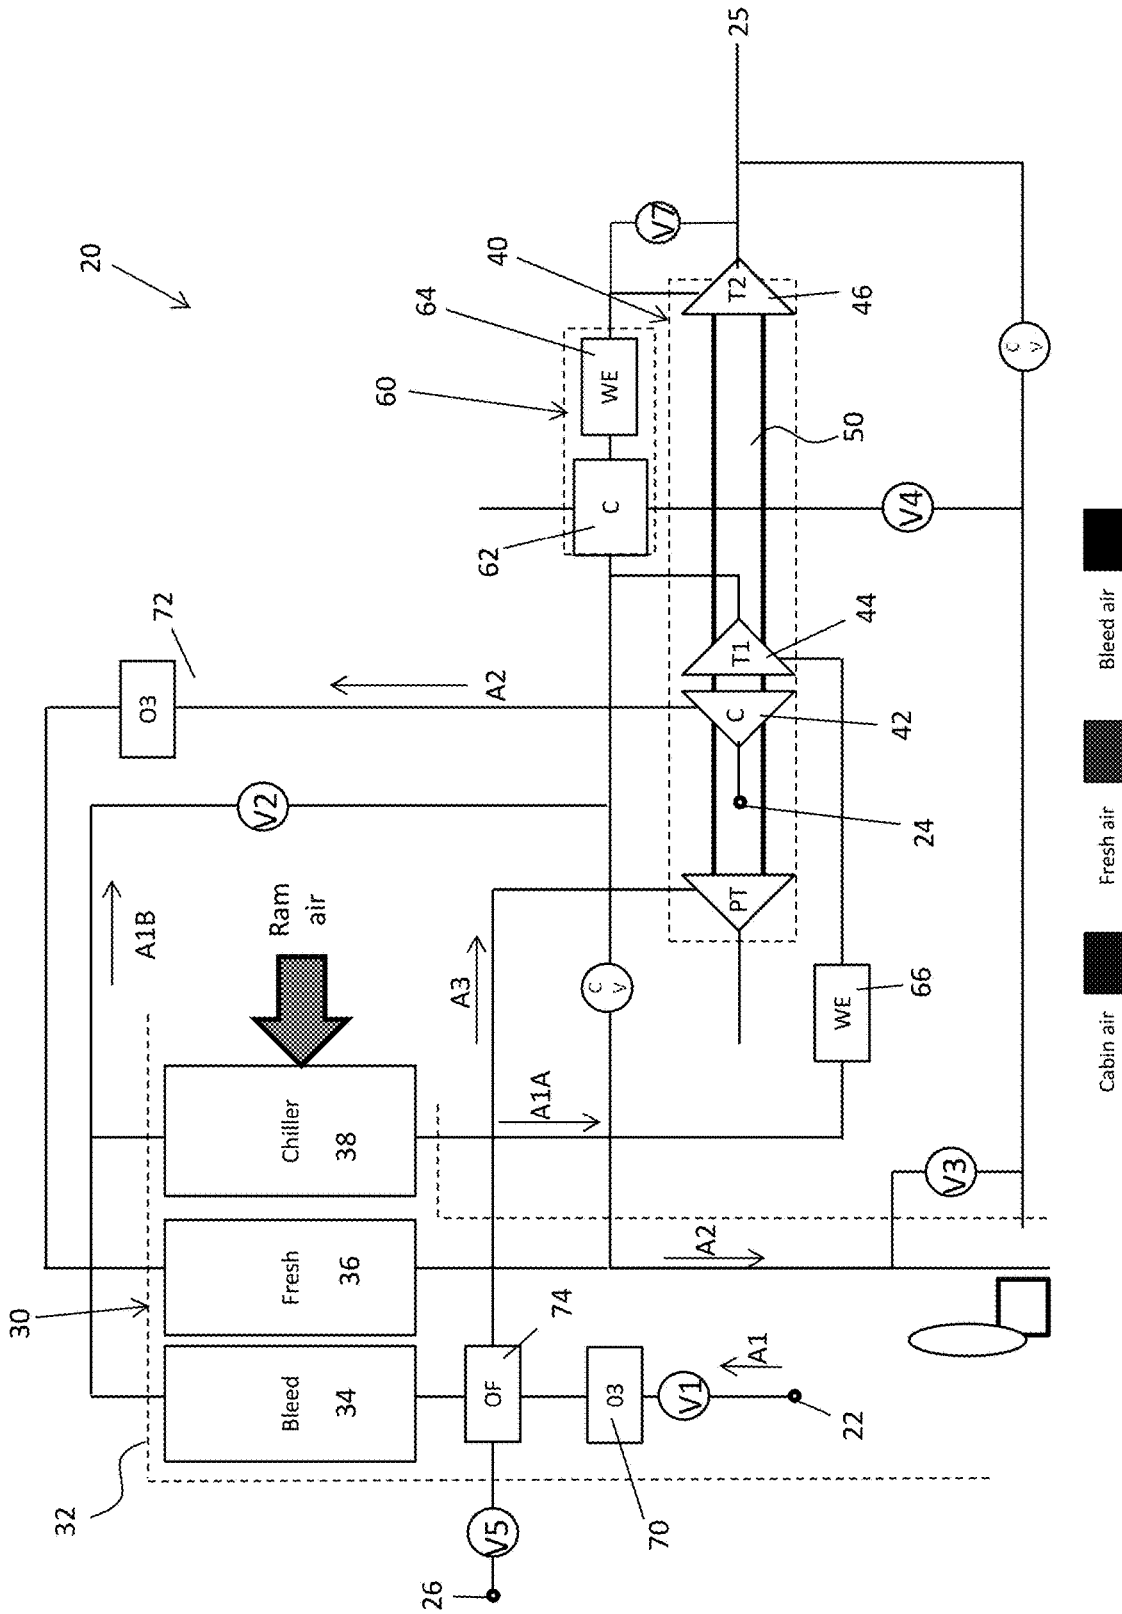 30
32
20
A1B
O3
72
V2
Ram
air
Bleed
34
Fresh
36
Chiller
38
60
64
40
26
V5
OF
74
A3
A2
62
A1A
C
V
C
WE
V7
70
O3
V1
A1
A2
PT
C
T1
T2
25
22
V3
WE
66
24
42
44
50
46
V4
C
V
Cabin air
Fresh air
Bleed air